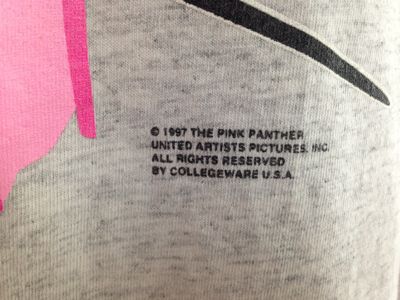 © 1997 THE PINK PANTHER
UNITED ARTISTS PICTURES, INC.
ALL RIGHTS RESERVED
BY COLLEGEWARE U.S.A.